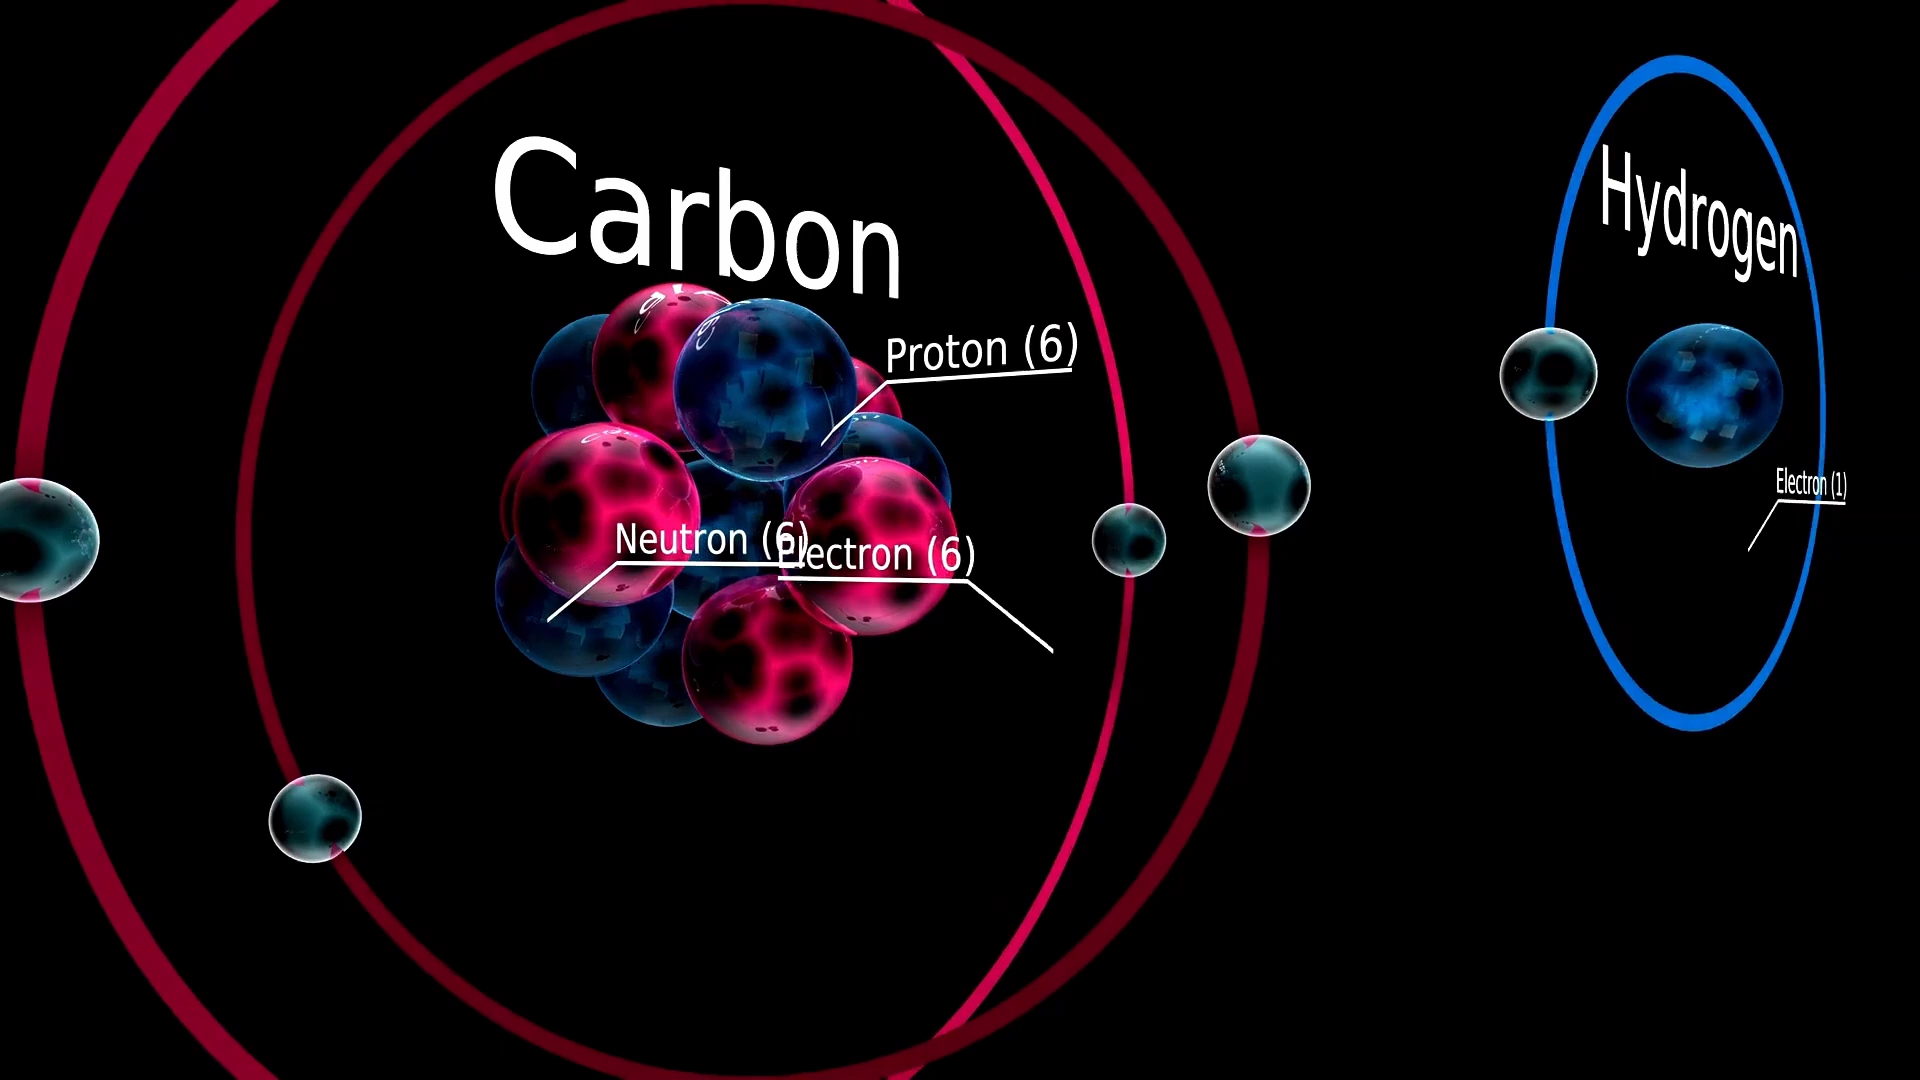 Carbon
Proton (6)
Neutron (6)
Electron (6)
Hydrogen
Electron (1)